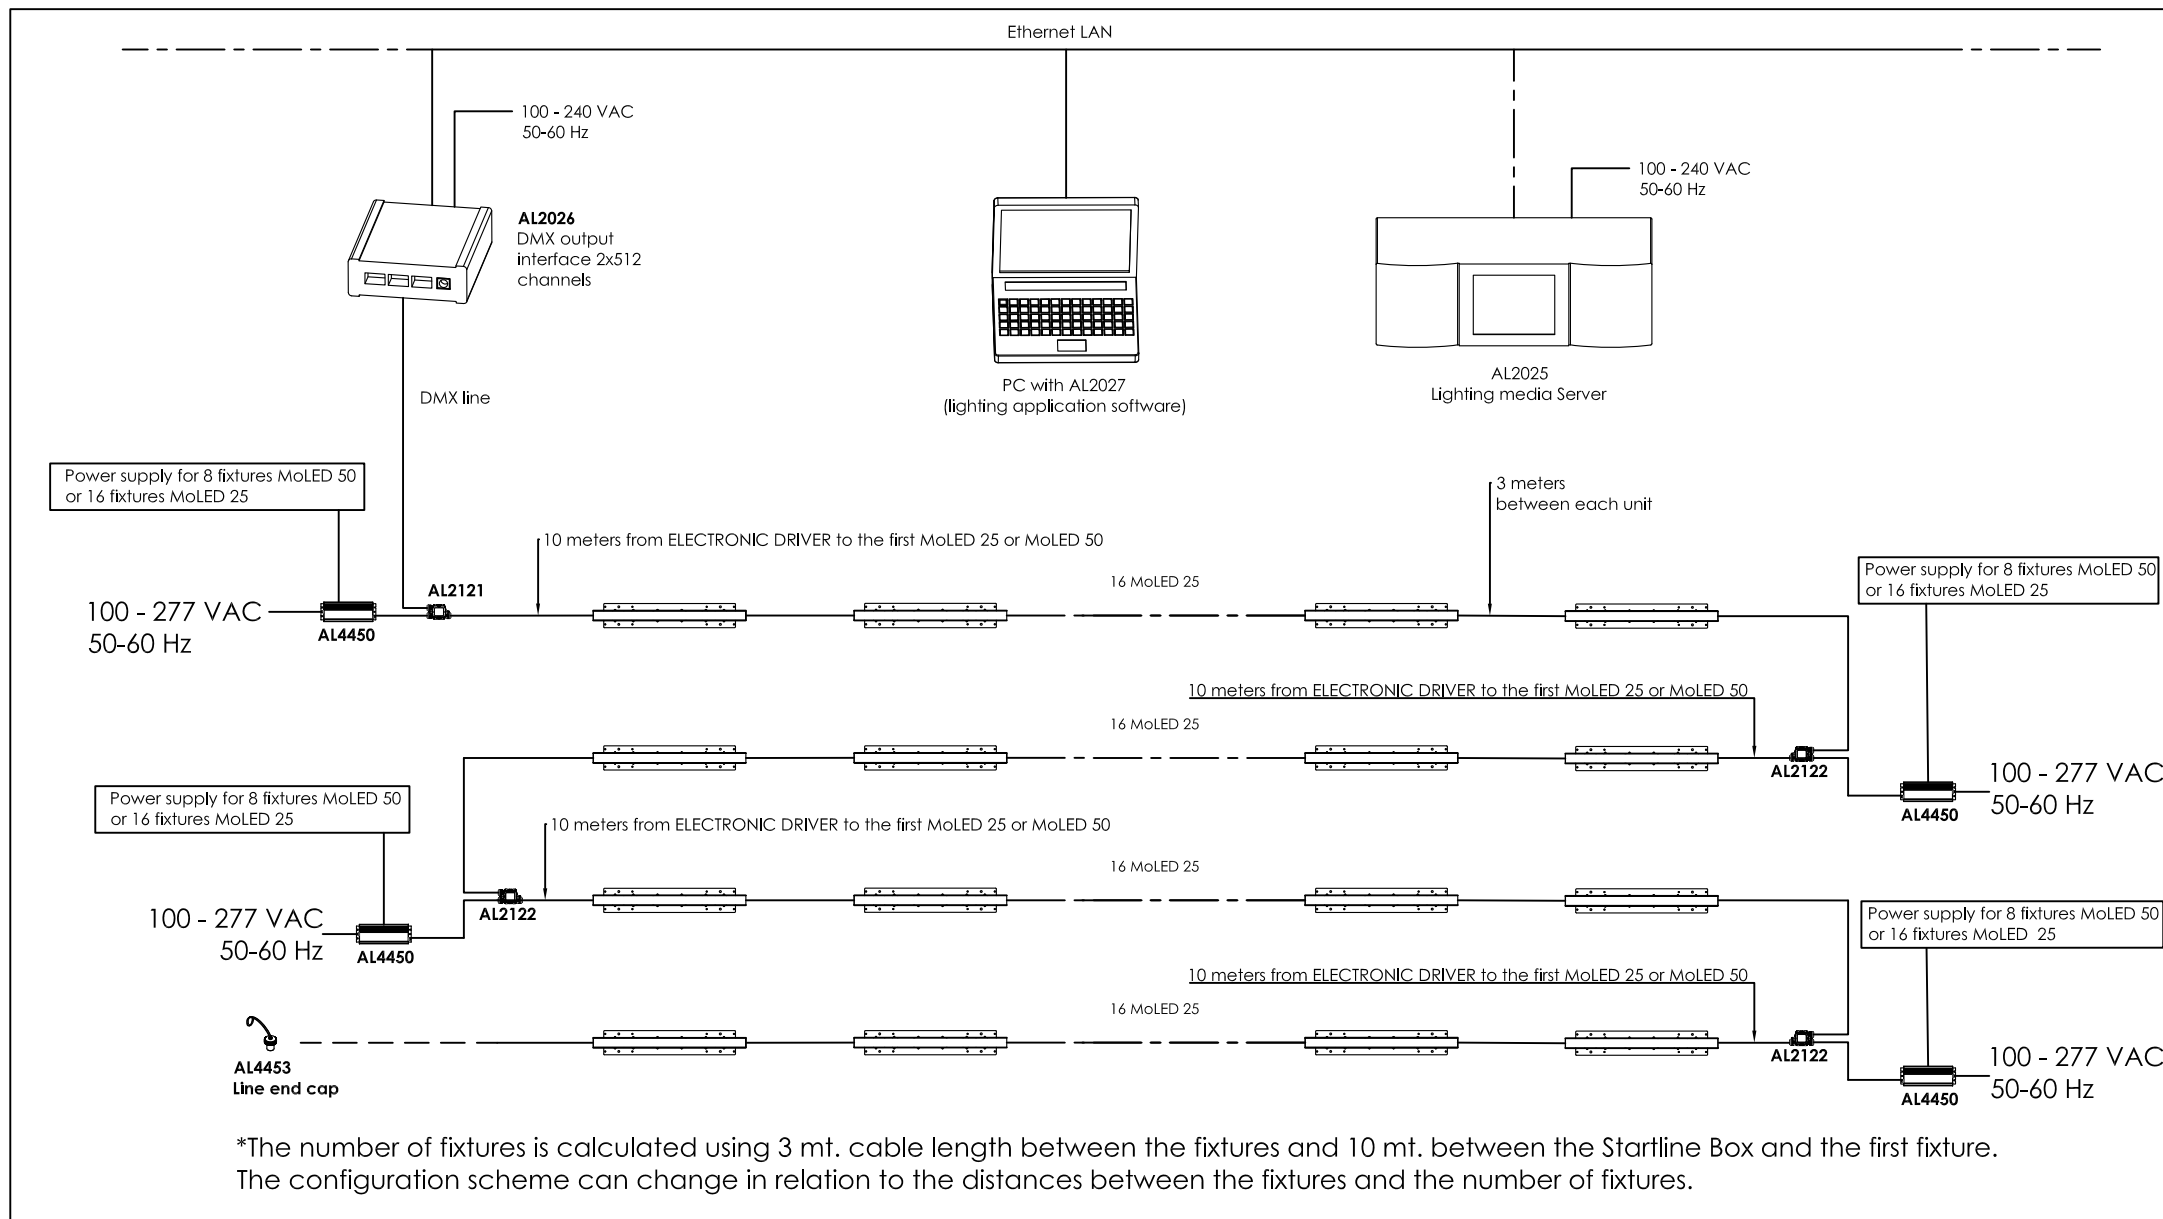 Ethernet LAN
100 - 240 VAC
50-60 Hz
100 - 240 VAC
50-60 Hz
AL2026
DMX output
interface 2x512
channels
AL2025
Lighting media Server
PC with AL2027
(lighting application software)
DMX line
Power supply for 8 fixtures MoLED 50
or 16 fixtures MoLED 25
3 meters
between each unit
10 meters from ELECTRONIC DRIVER to the first MoLED 25 or MoLED 50
16 MoLED 25
Power supply for 8 fixtures MoLED 50
or 16 fixtures MoLED 25
AL2121
100 - 277 VAC
50-60 Hz
AL4450
10 meters from ELECTRONIC DRIVER to the first MoLED 25 or MoLED 50
16 MoLED 25
AL2122
100 - 277 VAC
50-60 Hz
AL4450
Power supply for 8 fixtures MoLED 50
or 16 fixtures MoLED 25
10 meters from ELECTRONIC DRIVER to the first MoLED 25 or MoLED 50
16 MoLED 25
AL2122
100 - 277 VAC
50-60 Hz
AL4450
Power supply for 8 fixtures MoLED 50
or 16 fixtures MoLED 25
10 meters from ELECTRONIC DRIVER to the first MoLED 25 or MoLED 50
16 MoLED 25
AL2122
100 - 277 VAC
50-60 Hz
AL4450
AL4453
Line end cap
*The number of fixtures is calculated using 3 mt. cable length between the fixtures and 10 mt. between the Startline Box and the first fixture.
The configuration scheme can change in relation to the distances between the fixtures and the number of fixtures.